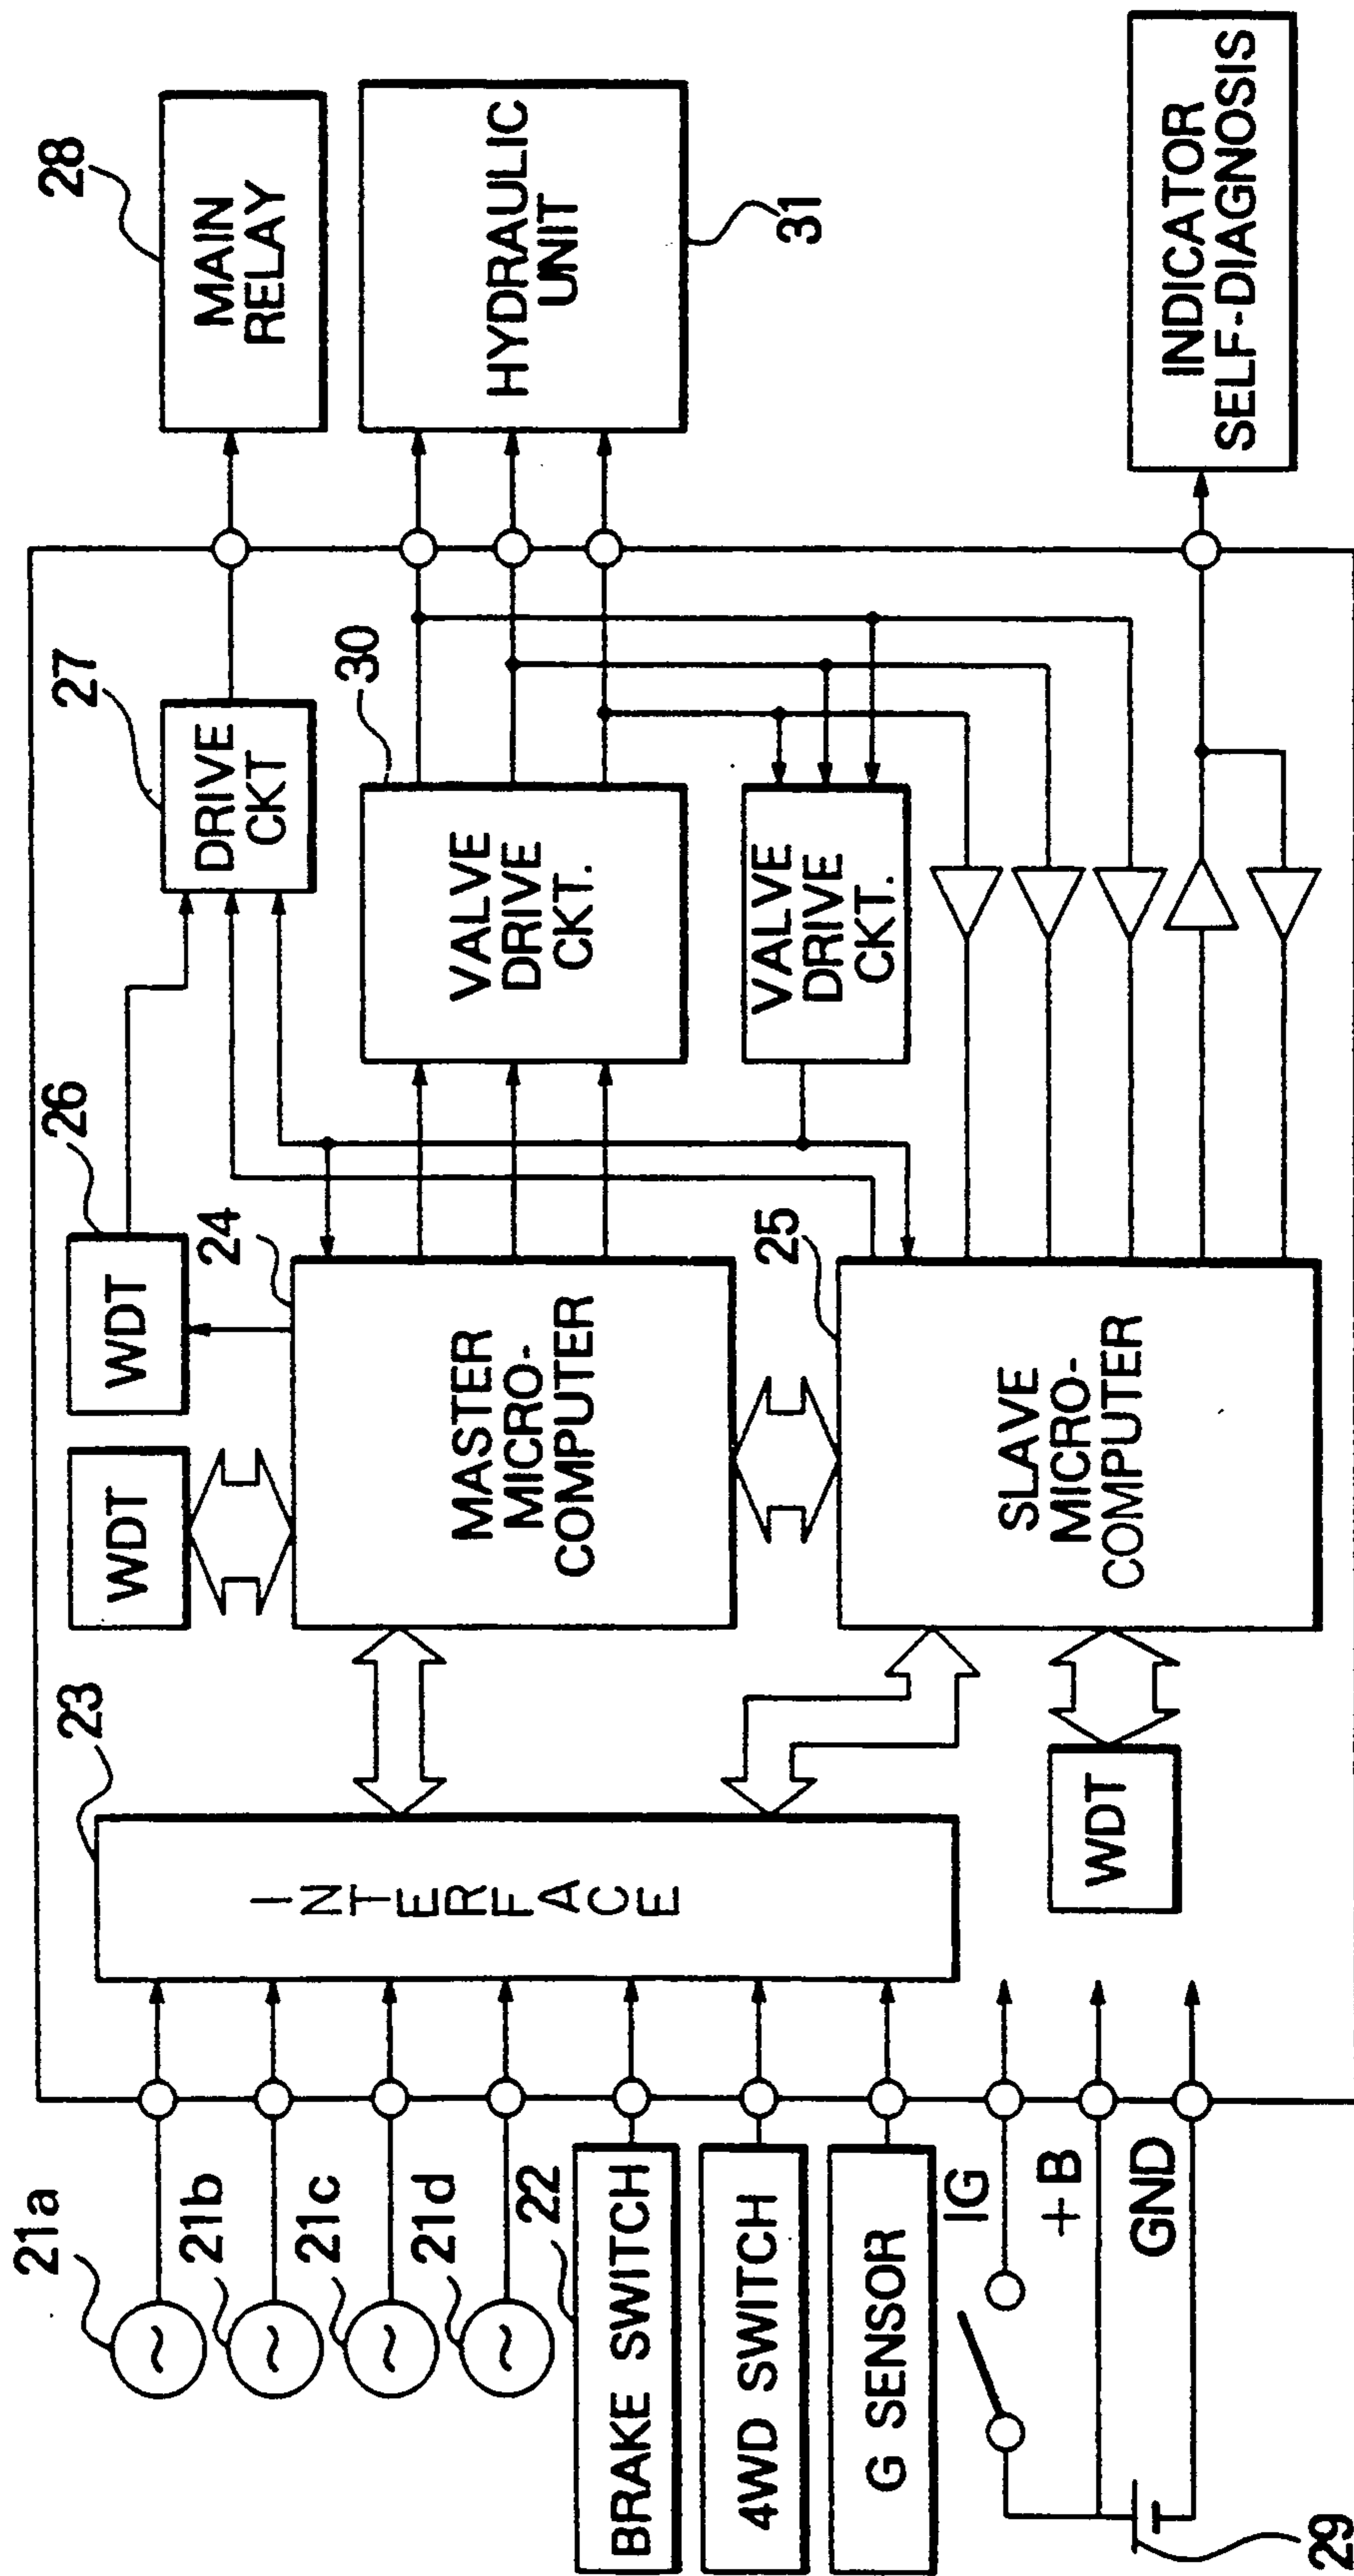 21a
21b
21c
21d
22
BRAKE SWITCH
4WD SWITCH
G SENSOR
IG
+B
GND
29
23
INTERFACE
WDT
WDT
26
24
MASTER
MICRO-
COMPUTER
25
SLAVE
MICRO-
COMPUTER
WDT
27
DRIVE
CKT
30
VALVE
DRIVE
CKT.
VALVE
DRIVE
CKT.
28
MAIN
RELAY
HYDRAULIC
UNIT
31
INDICATOR
SELF-DIAGNOSIS